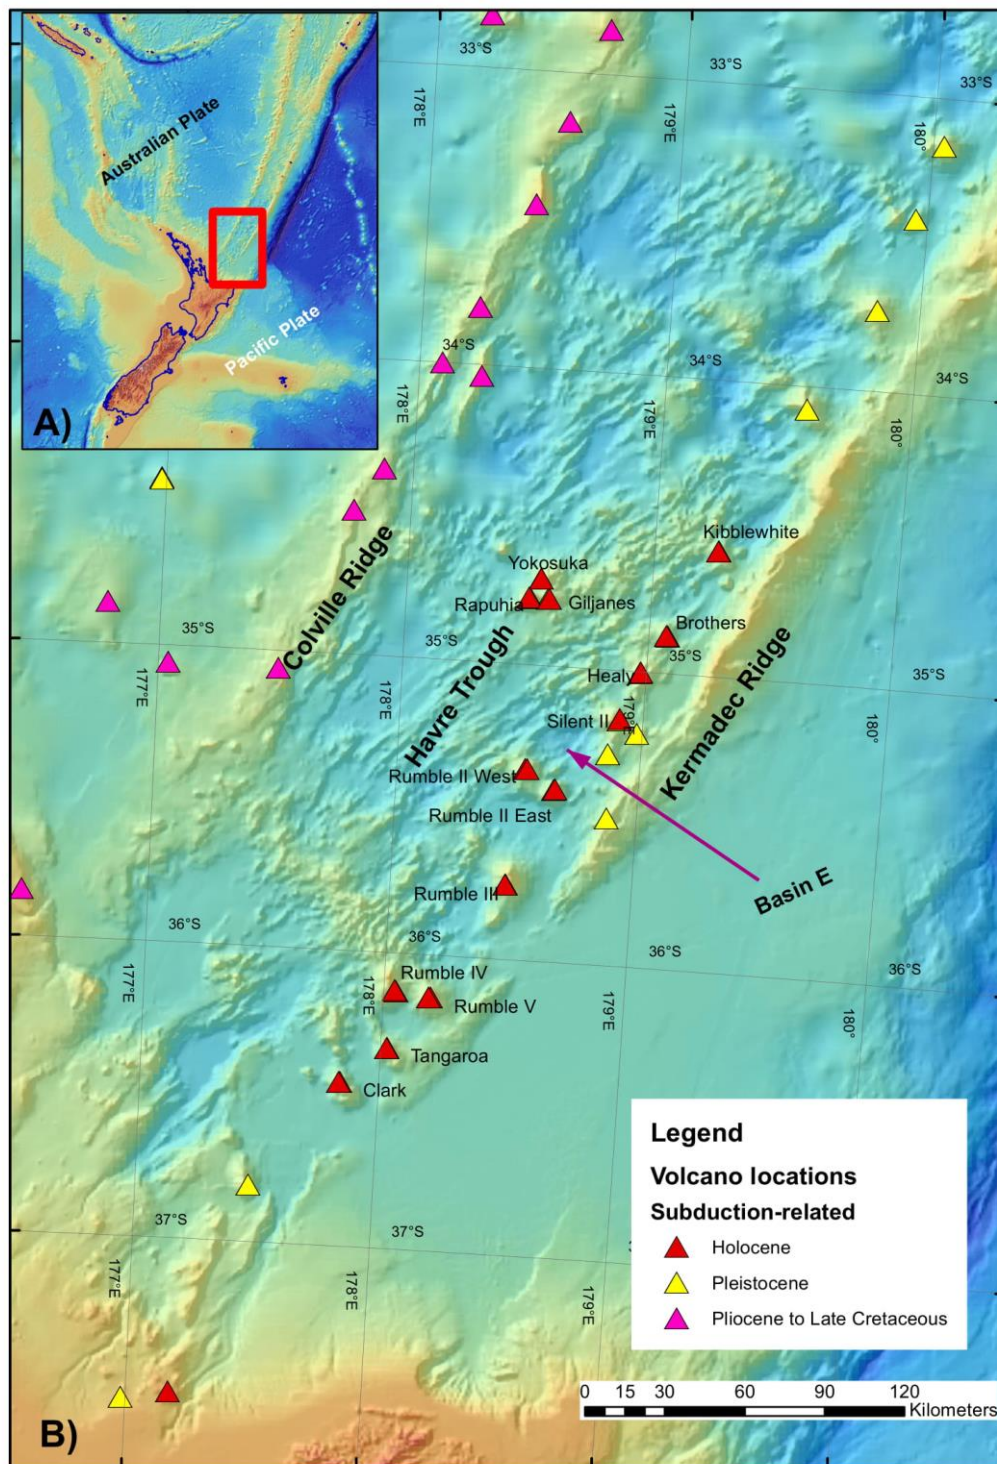 Australian Plate
Pacific Plate
A)
33°S
33°S
33°S
178°E
179°E
180°
34°S
34°S
34°S
178°E
179°E
180°
Kibblewhite
Yokosuka
Rapuhia
Giljanes
Colville Ridge
Brothers
35°S
35°S
35°S
35°S
177°E
178°E
Healy
Havre Trough
Silent II
179°E
180°
Kermadec Ridge
Rumble II West
Rumble II East
Basin E
Rumble III
36°S
36°S
36°S
36°S
Rumble IV
177°E
178°E
Rumble V
179°E
180°
Tangaroa
Clark
37°S
37°S
177°E
178°E
179°E
Legend
Volcano locations
Subduction-related
Holocene
Pleistocene
Pliocene to Late Cretaceous
0 15 30 60 90 120
Kilometers
B)